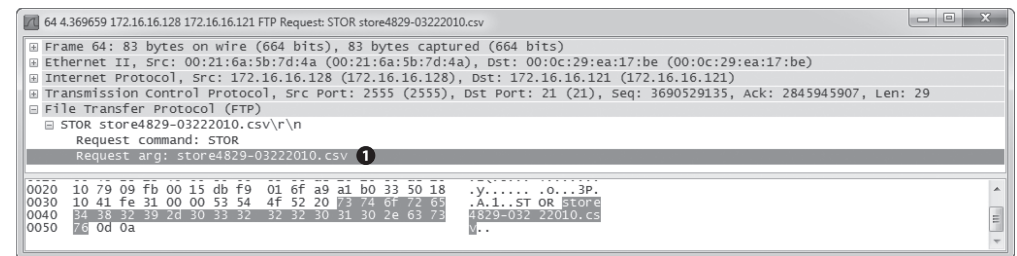 64 4.369659 172.16.16.128 172.16.16.121 FTP Request: STOR store4829-03222010.csv
Frame 64: 83 bytes on wire (664 bits), 83 bytes captured (664 bits)
Ethernet II, Src: 00:21:6a:5b:7d:4a (00:21:6a:5b:7d:4a), Dst: 00:0c:29:ea:17:be (00:0c:29:ea:17:be)
Internet Protocol, Src: 172.16.16.128 (172.16.16.128), Dst: 172.16.16.121 (172.16.16.121)
Transmission Control Protocol, Src Port: 2555 (2555), Dst Port: 21 (21), Seq: 3690529135, Ack: 2845945907, Len: 29
File Transfer Protocol (FTP)
STOR store4829-03222010.csv\r\n
Request command: STOR
Request arg: store4829-03222010.csv 1
0020 10 79 09 fb 00 15 db f9 01 6f a9 a1 b0 33 50 18 .y...... .o...3P.
0030 10 41 fe 31 00 00 53 54 4f 52 20 73 74 6f 72 65 .A.1..ST OR store
0040 34 38 32 39 2d 30 33 32 32 32 30 31 30 2e 63 73 4829-032 22010.cs
0050 76 0d 0a v..